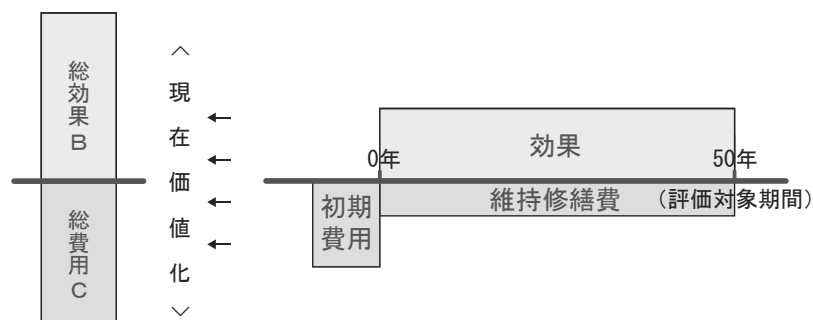 総効果B
総費用C
〈現在価値化〉
←
←
←
←
0年
効果
50年
初期
費用
維持修繕費
(評価対象期間)